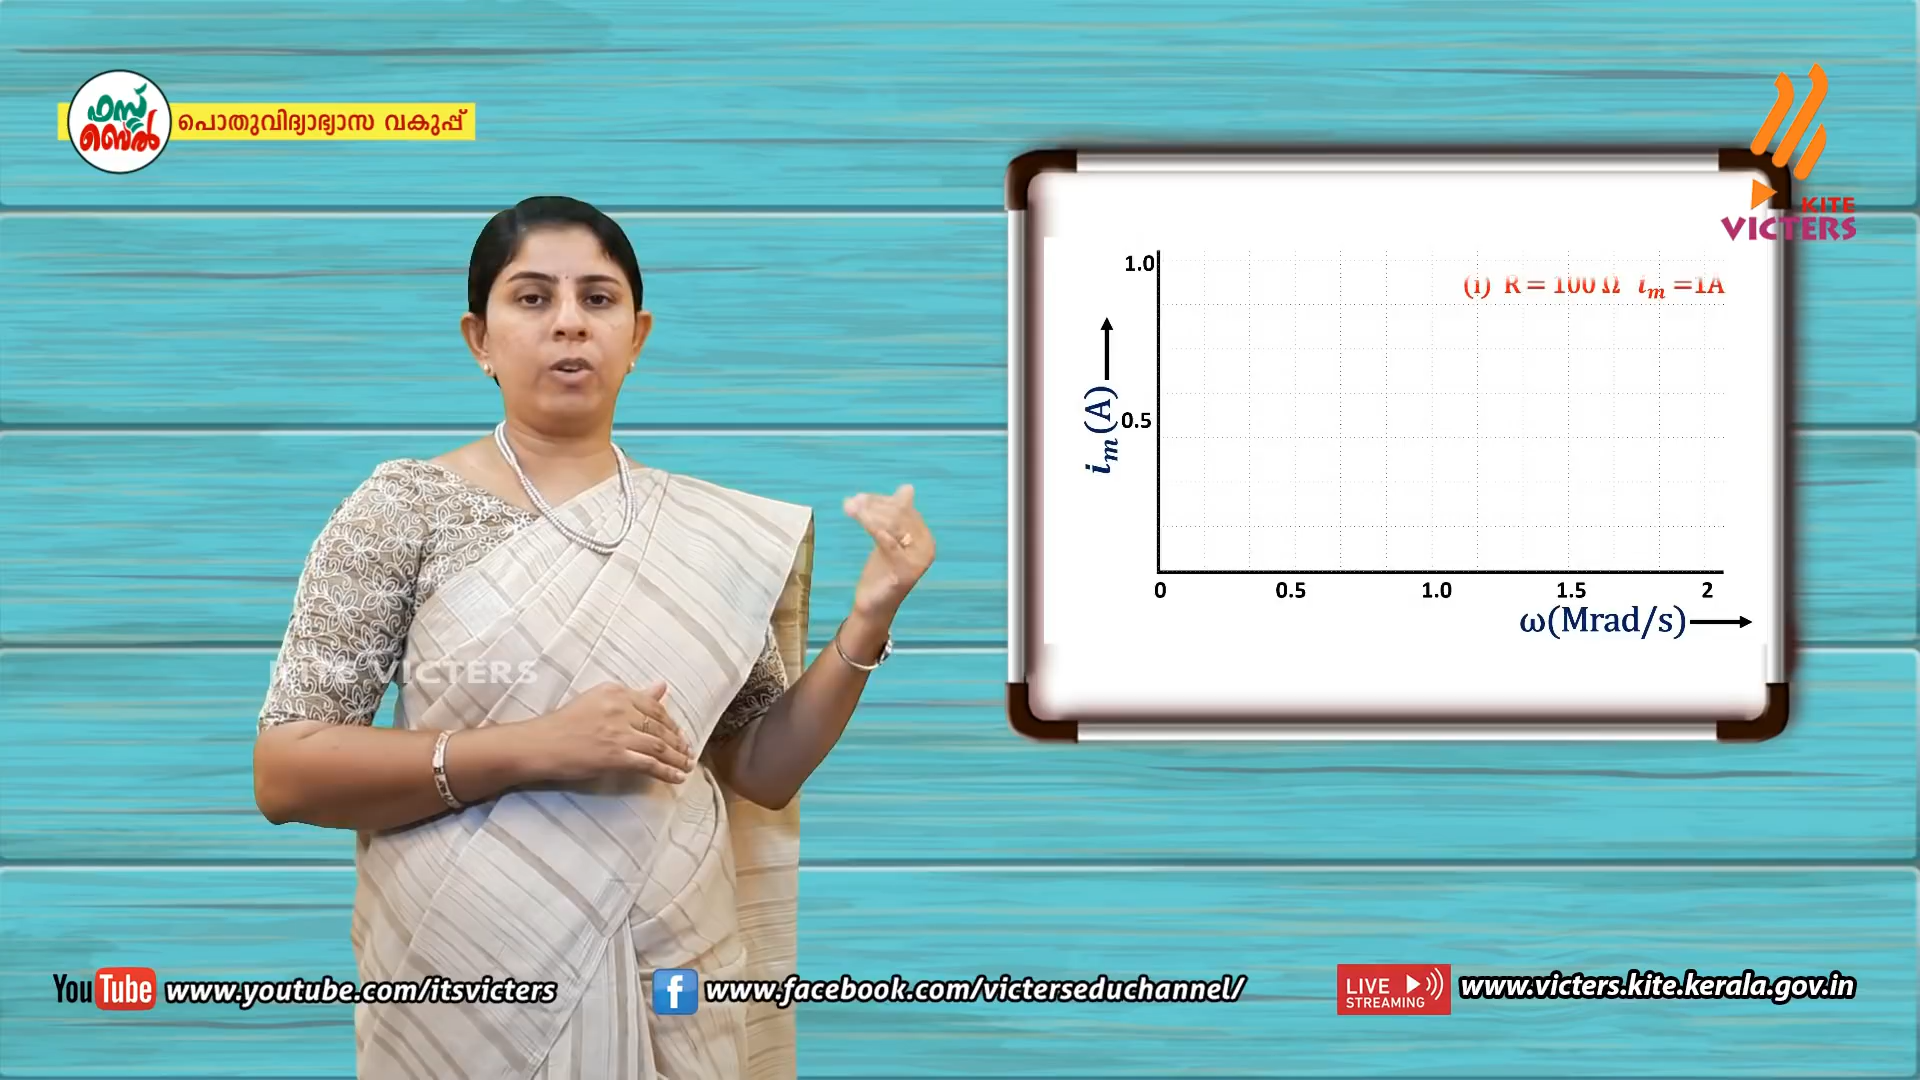 ഫസ്റ്റ്
ബെൽ
പൊതുവിദ്യാഭ്യാസ വകുപ്പ്
KITE
VICTERS
1.0
(i) R = 100 Ω i_m =1A
i_m (A)
0.5
0 0.5 1.0 1.5 2
ω(Mrad/s)
KITE VICTERS
YouTube www.youtube.com/itsvicters
f www.facebook.com/victerseduchannel/
LIVE
STREAMING
www.victers.kite.kerala.gov.in